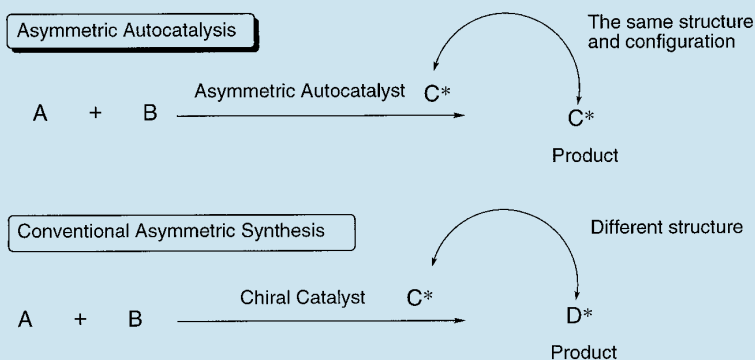 Asymmetric Autocatalysis
The same structure
and configuration
Asymmetric Autocatalyst C*
A + B
C*
Product
Conventional Asymmetric Synthesis
Different structure
Chiral Catalyst C*
A + B
D*
Product